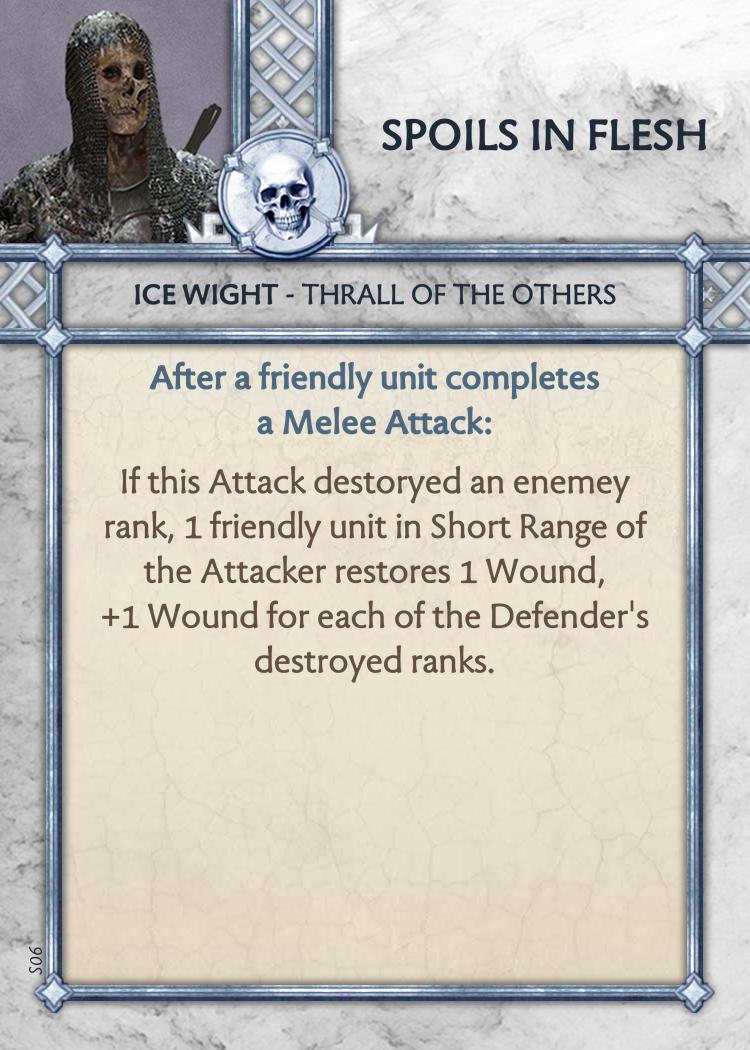 SPOILS IN FLESH
ICE WIGHT - THRALL OF THE OTHERS
After a friendly unit completes
a Melee Attack:
If this Attack destoryed an enemey
rank, 1 friendly unit in Short Range of
the Attacker restores 1 Wound,
+1 Wound for each of the Defender's
destroyed ranks.
S06